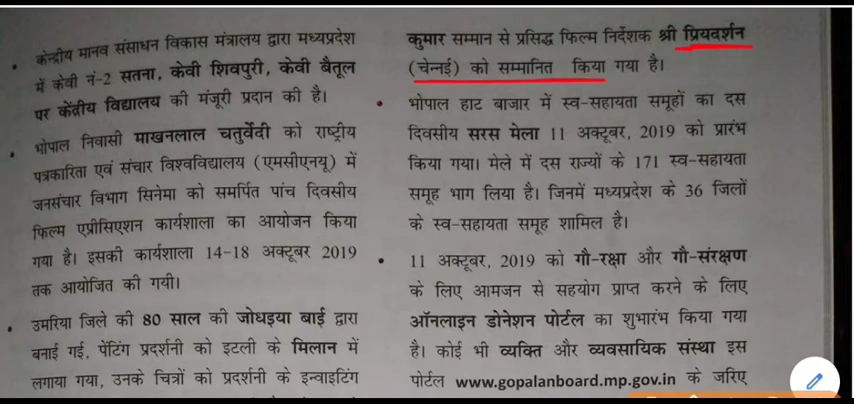 केन्द्रीय मानव संसाधन विकास मंत्रालय द्वारा मध्यप्रदेश
में केवी नं-2 सतना, केवी शिवपुरी, केवी बैतूल
पर केंद्रीय विद्यालय की मंजूरी प्रदान की है।
भोपाल निवासी माखनलाल चतुर्वेदी को राष्ट्रीय
पत्रकारिता एवं संचार विश्वविद्यालय (एमसीएनयू) में
जनसंचार विभाग सिनेमा को समर्पित पांच दिवसीय
फिल्म एप्रीसिएशन कार्यशाला का आयोजन किया
गया है। इसकी कार्यशाला 14-18 अक्टूबर 2019
तक आयोजित की गयी।
उमरिया जिले की 80 साल की जोधइया बाई द्वारा
बनाई गई, पेंटिंग प्रदर्शनी को इटली के मिलान में
लगाया गया, उनके चित्रों को प्रदर्शनी के इन्वाइटिंग
कुमार सम्मान से प्रसिद्ध फिल्म निर्देशक श्री प्रियदर्शन
(चेन्नई) को सम्मानित किया गया है।
भोपाल हाट बाजार में स्व-सहायता समूहों का दस
दिवसीय सरस मेला 11 अक्टूबर, 2019 को प्रारंभ
किया गया। मेले में दस राज्यों के 171 स्व-सहायता
समूह भाग लिया है। जिनमें मध्यप्रदेश के 36 जिलों
के स्व-सहायता समूह शामिल है।
11 अक्टूबर, 2019 को गौ-रक्षा और गौ-संरक्षण
के लिए आमजन से सहयोग प्राप्त करने के लिए
ऑनलाइन डोनेशन पोर्टल का शुभारंभ किया गया
है। कोई भी व्यक्ति और व्यवसायिक संस्था इस
पोर्टल www.gopalanboard.mp.gov.in के जरिए